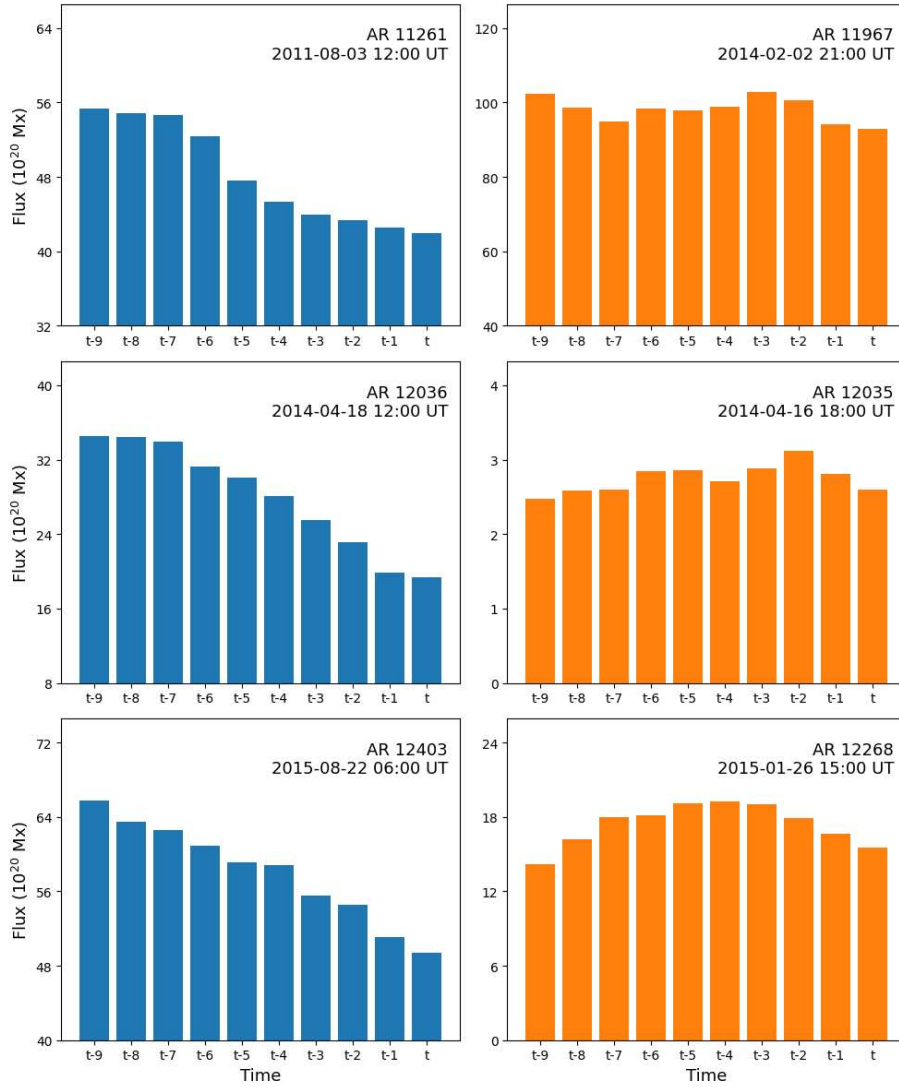 AR 11261
2011-08-03 12:00 UT
64
56
48
40
32
Flux (10^20 Mx)
t-9 t-8 t-7 t-6 t-5 t-4 t-3 t-2 t-1 t
AR 11967
2014-02-02 21:00 UT
120
100
80
60
40
t-9 t-8 t-7 t-6 t-5 t-4 t-3 t-2 t-1 t
AR 12036
2014-04-18 12:00 UT
40
32
24
16
8
Flux (10^20 Mx)
t-9 t-8 t-7 t-6 t-5 t-4 t-3 t-2 t-1 t
AR 12035
2014-04-16 18:00 UT
4
3
2
1
0
t-9 t-8 t-7 t-6 t-5 t-4 t-3 t-2 t-1 t
AR 12403
2015-08-22 06:00 UT
72
64
56
48
40
Flux (10^20 Mx)
t-9 t-8 t-7 t-6 t-5 t-4 t-3 t-2 t-1 t
Time
AR 12268
2015-01-26 15:00 UT
24
18
12
6
0
t-9 t-8 t-7 t-6 t-5 t-4 t-3 t-2 t-1 t
Time